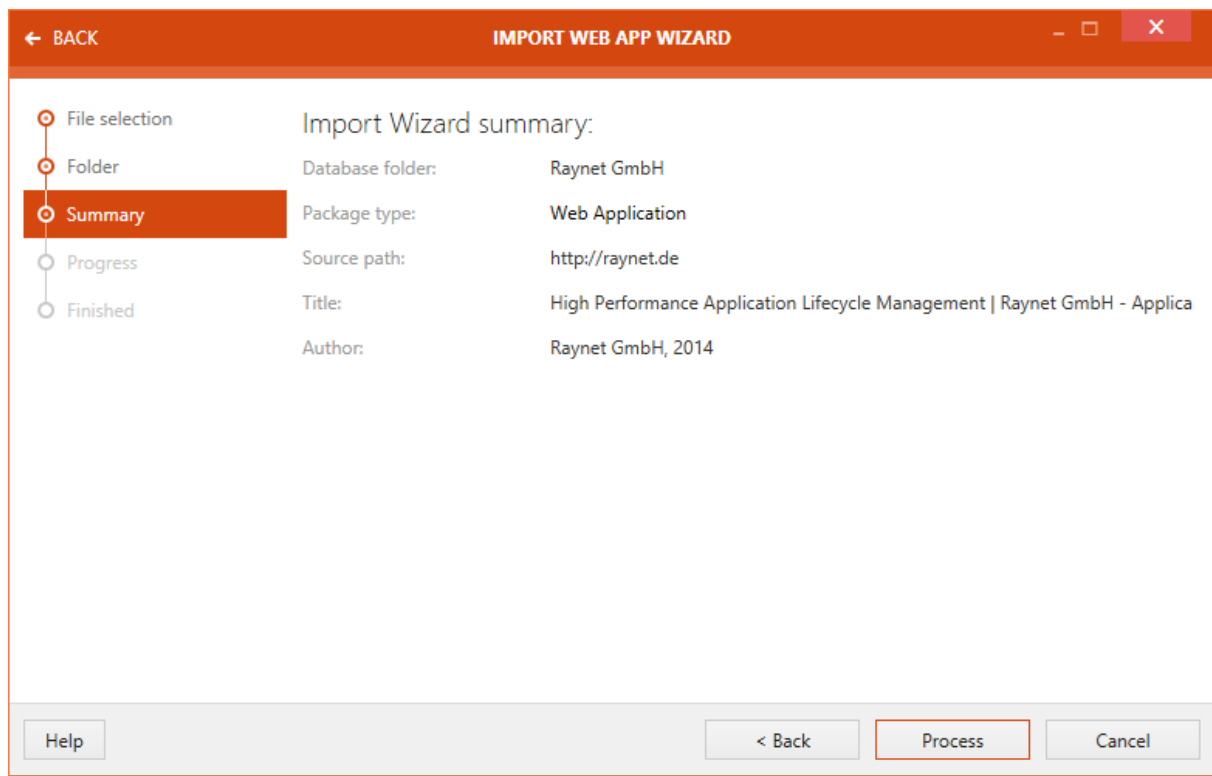 ← BACK
IMPORT WEB APP WIZARD
File selection
Folder
Summary
Progress
Finished
Import Wizard summary:
Database folder: Raynet GmbH
Package type: Web Application
Source path: http://raynet.de
Title: High Performance Application Lifecycle Management | Raynet GmbH - Applica
Author: Raynet GmbH, 2014
Help
< Back
Process
Cancel